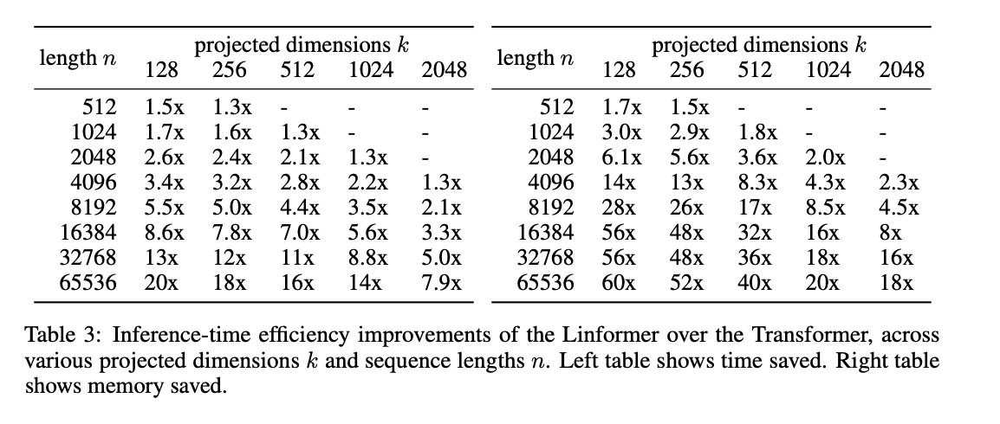 length n projected dimensions k
128 256 512 1024 2048
512 1.5x 1.3x - - -
1024 1.7x 1.6x 1.3x - -
2048 2.6x 2.4x 2.1x 1.3x -
4096 3.4x 3.2x 2.8x 2.2x 1.3x
8192 5.5x 5.0x 4.4x 3.5x 2.1x
16384 8.6x 7.8x 7.0x 5.6x 3.3x
32768 13x 12x 11x 8.8x 5.0x
65536 20x 18x 16x 14x 7.9x
length n projected dimensions k
128 256 512 1024 2048
512 1.7x 1.5x - - -
1024 3.0x 2.9x 1.8x - -
2048 6.1x 5.6x 3.6x 2.0x -
4096 14x 13x 8.3x 4.3x 2.3x
8192 28x 26x 17x 8.5x 4.5x
16384 56x 48x 32x 16x 8x
32768 56x 48x 36x 18x 16x
65536 60x 52x 40x 20x 18x
Table 3: Inference-time efficiency improvements of the Linformer over the Transformer, across
various projected dimensions k and sequence lengths n. Left table shows time saved. Right table
shows memory saved.